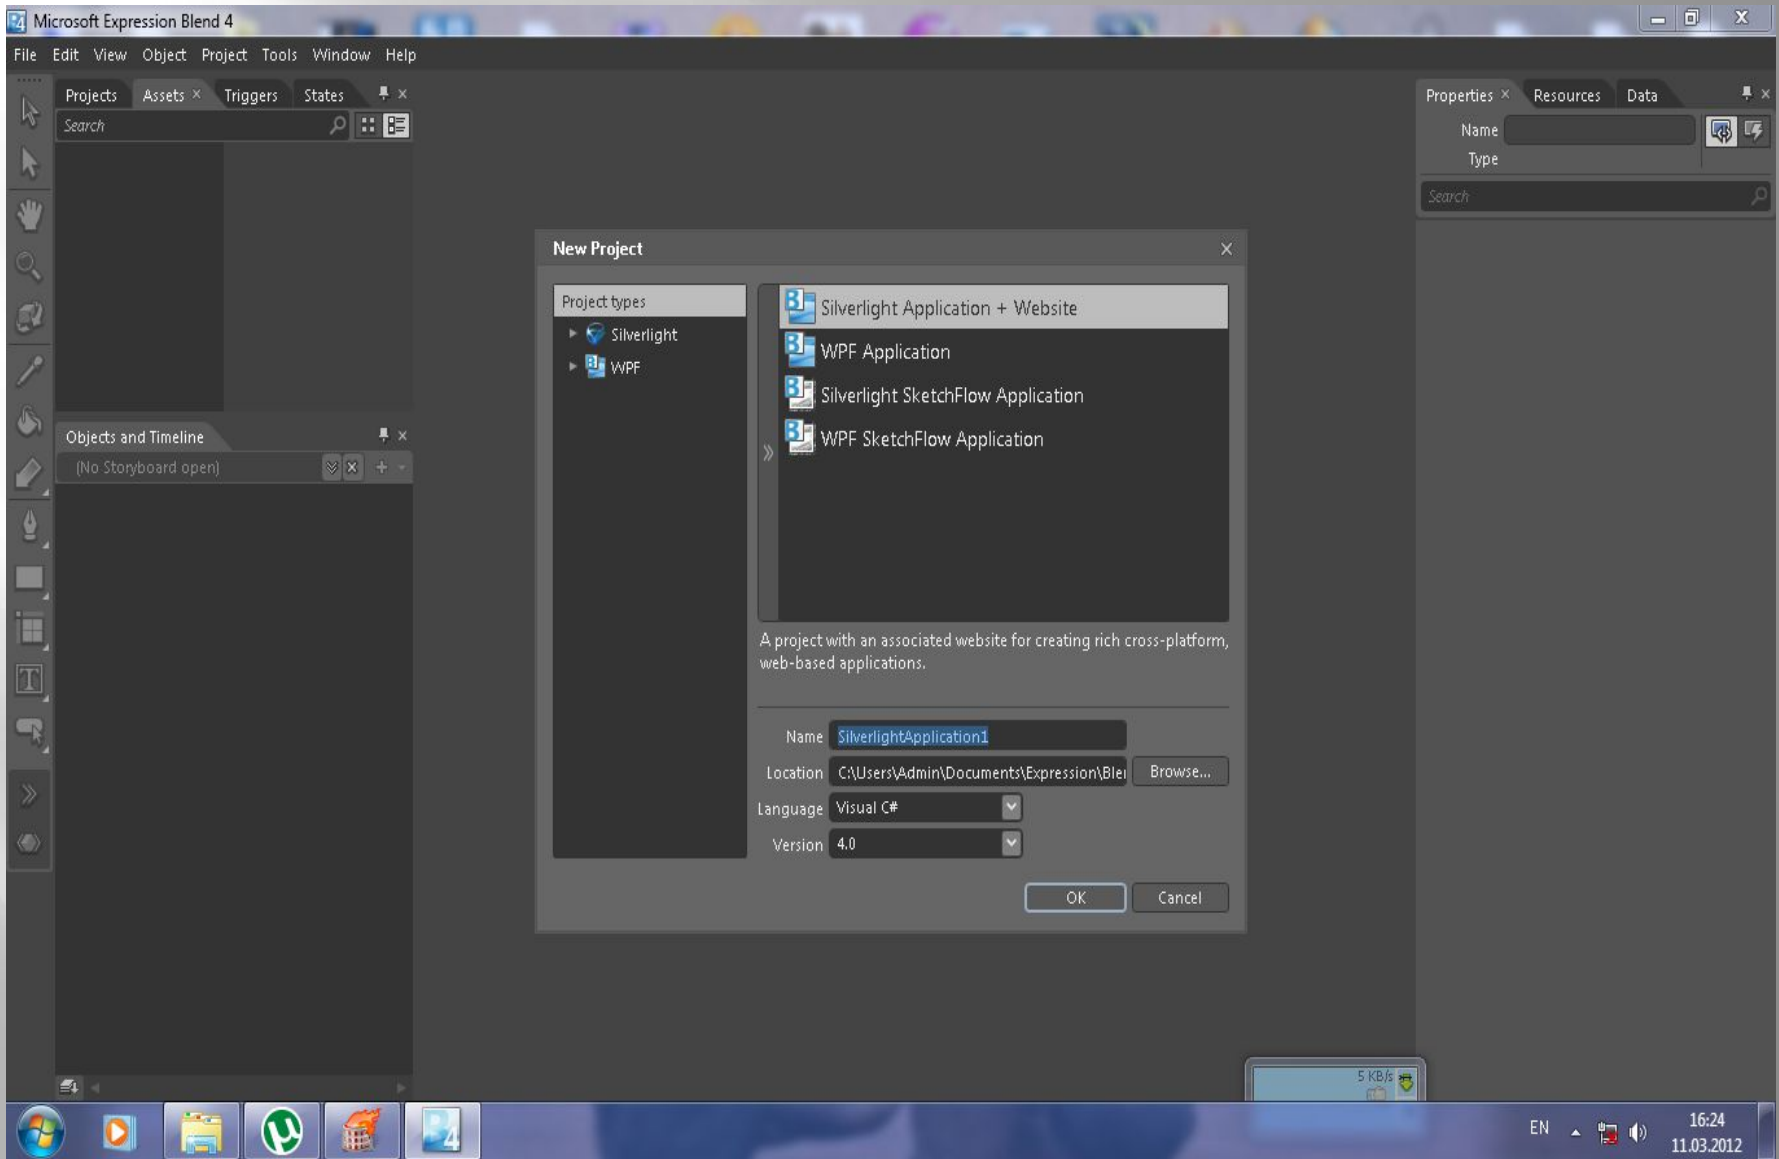 Microsoft Expression Blend 4
File Edit View Object Project Tools Window Help
Projects Assets Triggers States
Search
Objects and Timeline
(No Storyboard open)
New Project
Project types
Silverlight
WPF
Silverlight Application + Website
WPF Application
Silverlight SketchFlow Application
WPF SketchFlow Application
A project with an associated website for creating rich cross-platform,
web-based applications.
Name SilverlightApplication1
Location C:\Users\Admin\Documents\Expression\Blen Browse...
Language Visual C#
Version 4.0
OK Cancel
Properties Resources Data
Name
Type
Search
5 KB/s
EN
16:24
11.03.2012